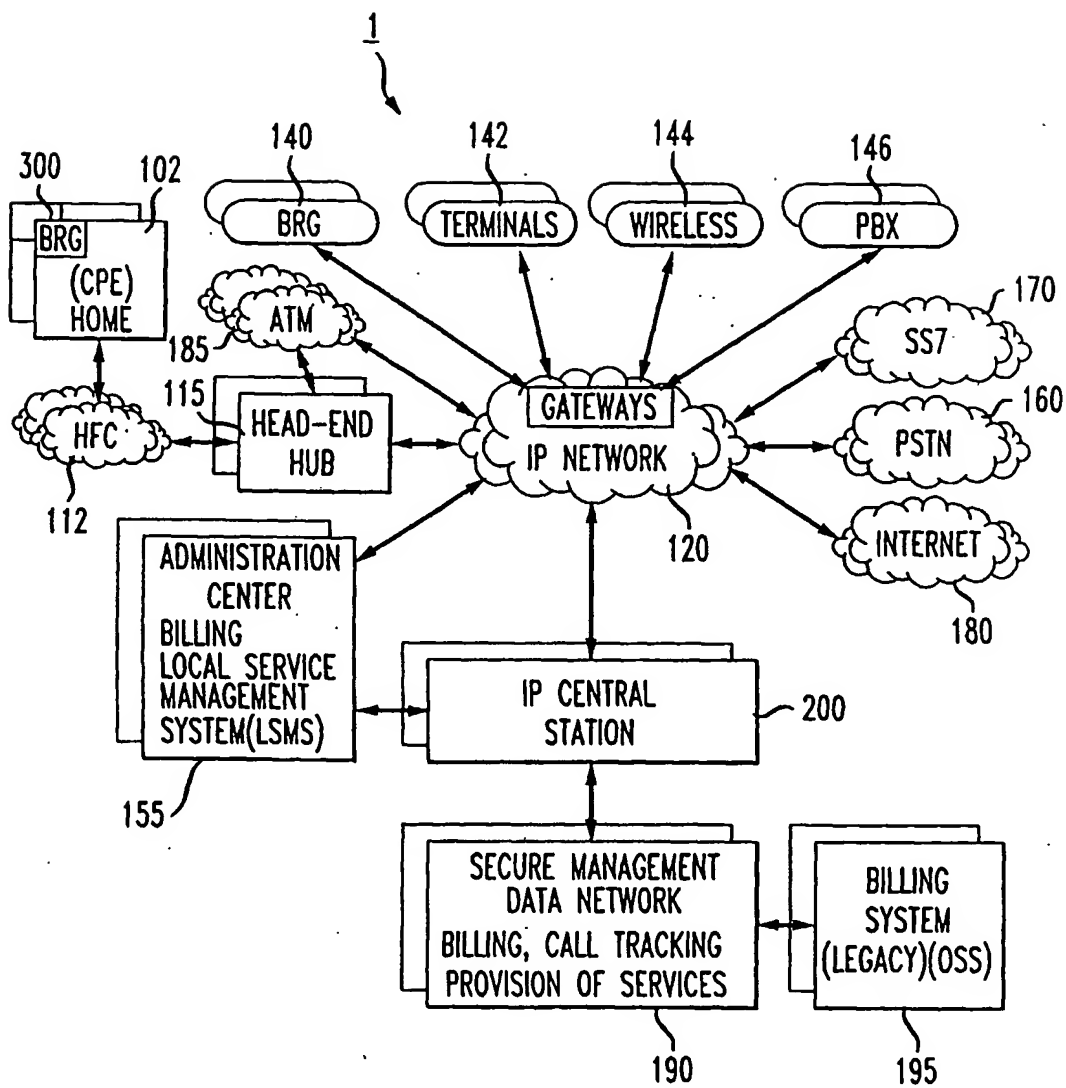 1
140
142
144
146
300
102
BRG
TERMINALS
WIRELESS
PBX
BRG
(CPE)
HOME
ATM
185
170
SS7
115
HEAD-END
HUB
GATEWAYS
IP NETWORK
160
PSTN
HFC
112
120
INTERNET
180
ADMINISTRATION
CENTER
BILLING
LOCAL SERVICE
MANAGEMENT
SYSTEM(LSMS)
155
IP CENTRAL
STATION
200
SECURE MANAGEMENT
DATA NETWORK
BILLING, CALL TRACKING
PROVISION OF SERVICES
190
BILLING
SYSTEM
(LEGACY)(OSS)
195